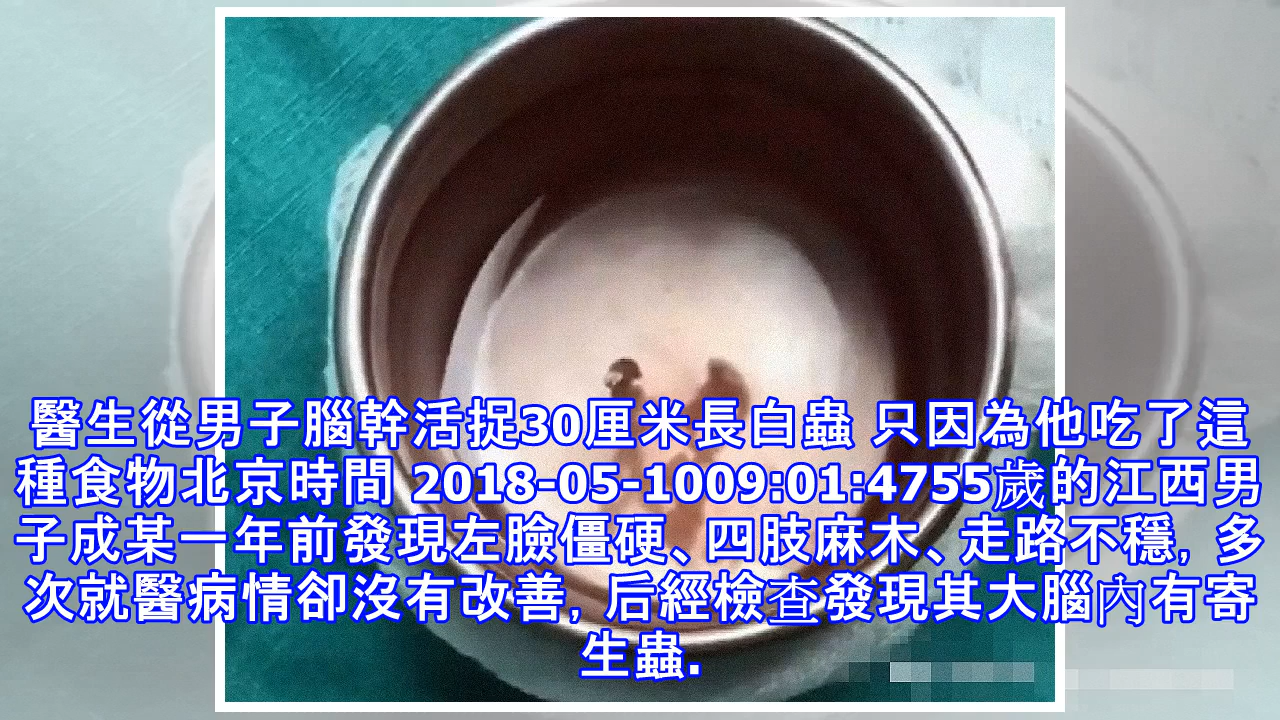 醫生從男子腦幹活捉30厘米長白蟲 只因為他吃了這
種食物北京時間 2018-05-1009:01:4755歲的江西男
子成某一年前發現左臉僵硬、四肢麻木、走路不穩, 多
次就醫病情卻沒有改善, 后經檢查發現其大腦內有寄
生蟲.